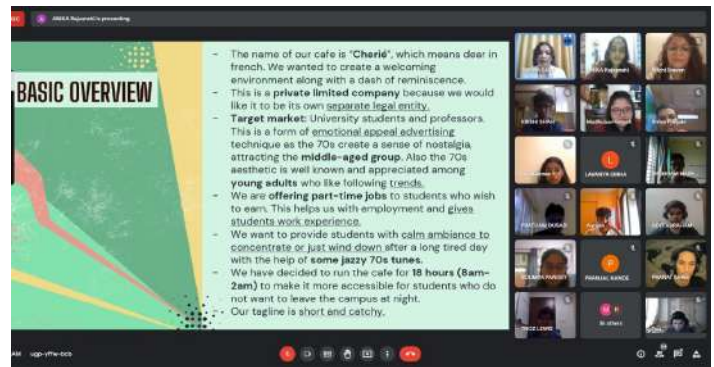 ANIKA Rajgarati is presenting
BASIC OVERVIEW
- The name of our cafe is "Cherié", which means dear in
french. We wanted to create a welcoming
environment along with a dash of reminiscence.
- This is a private limited company because we would
like it to be its own separate legal entity.
- Target market: University students and professors.
This is a form of emotional appeal advertising
technique as the 70s create a sense of nostalgia,
attracting the middle-aged group. Also the 70s
aesthetic is well known and appreciated among
young adults who like following trends.
- We are offering part-time jobs to students who wish
to earn. This helps us with employment and gives
students work experience.
- We want to provide students with calm ambiance to
concentrate or just wind down after a long tired day
with the help of some jazzy 70s tunes.
- We have decided to run the cafe for 18 hours (8am-
2am) to make it more accessible for students who do
not want to leave the campus at night.
- Our tagline is short and catchy.
L
P
PRANJAL
others
AM
ugp-yffw-bcb